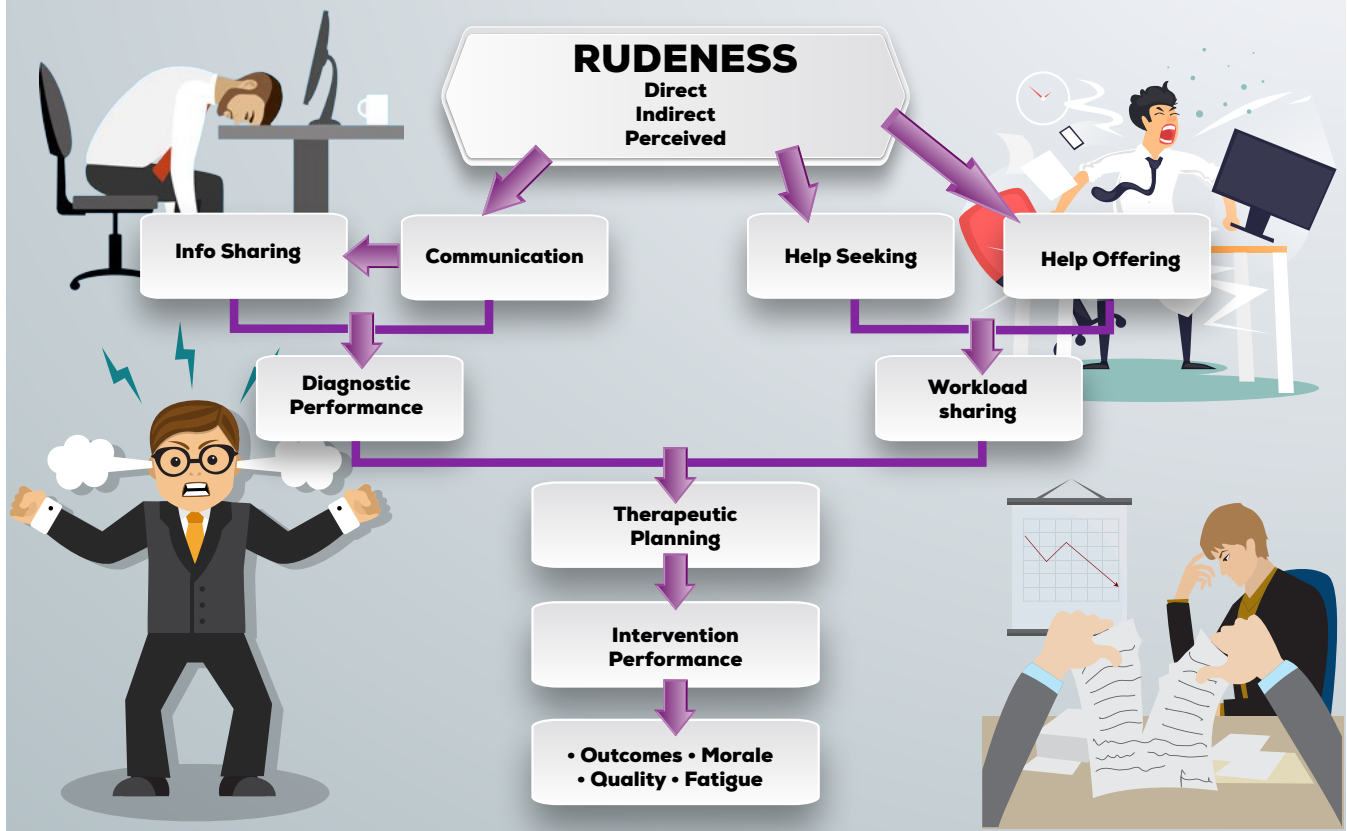 RUDENESS
Direct
Indirect
Perceived
Info Sharing
Communication
Help Seeking
Help Offering
Diagnostic
Performance
Workload
sharing
Therapeutic
Planning
Intervention
Performance
• Outcomes • Morale
• Quality • Fatigue